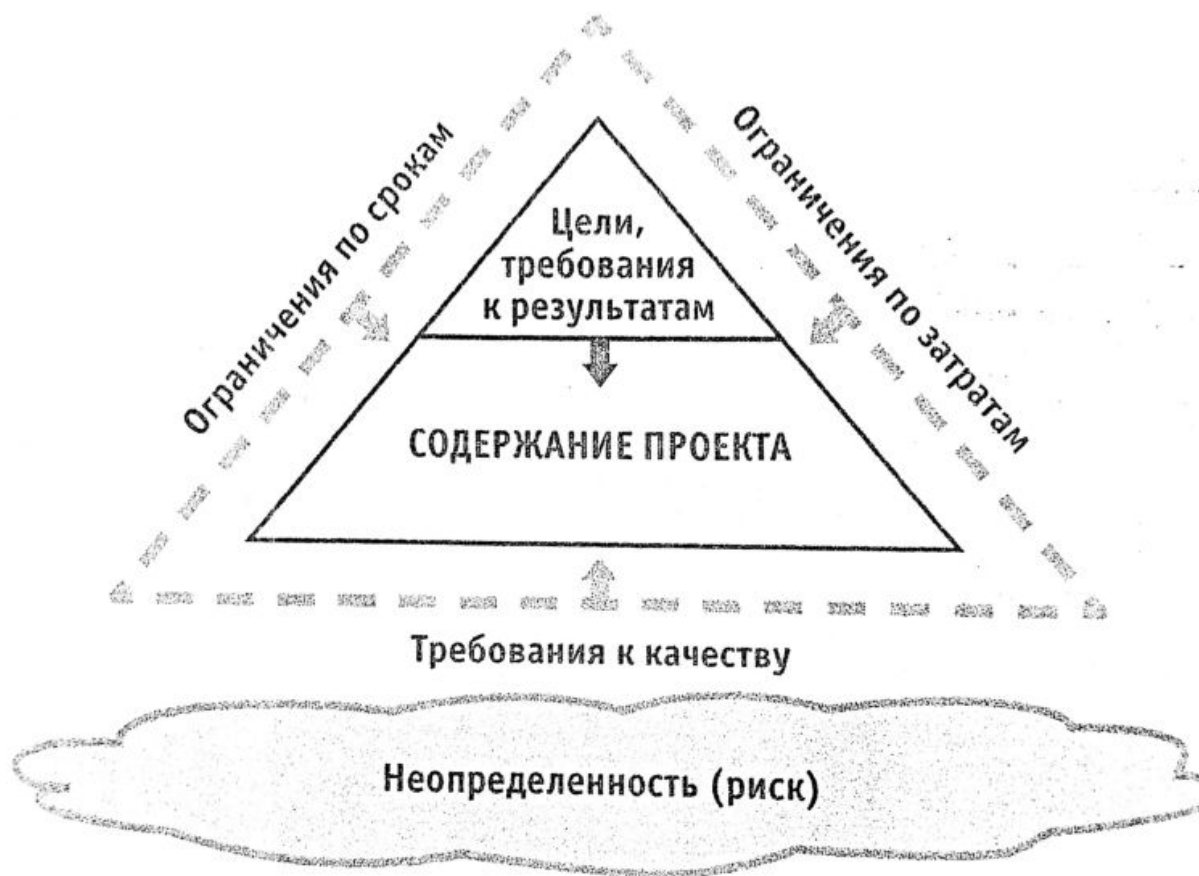 Ограничения по срокам
Ограничения по затратам
Цели,
требования
к результатам
СОДЕРЖАНИЕ ПРОЕКТА
Требования к качеству
Неопределенность (риск)